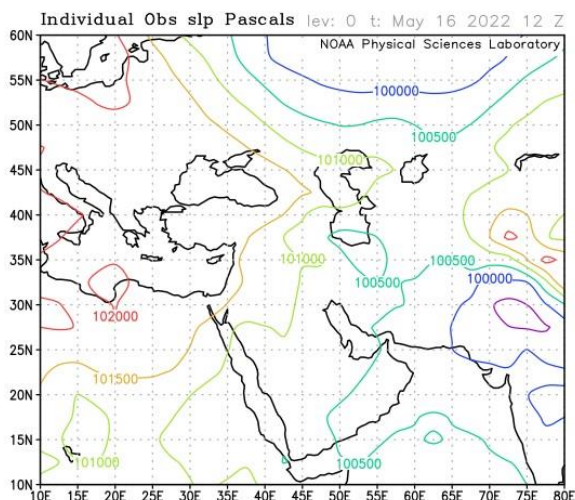 Individual Obs slp Pascals lev: 0 t: May 16 2022 12 Z
NOAA Physical Sciences Laboratory
60N
55N
50N
45N
40N
35N
30N
25N
20N
15N
10N
100000
100500
101000
101000
100500
100500
100000
102000
101500
101000
100500
10E 15E 20E 25E 30E 35E 40E 45E 50E 55E 60E 65E 70E 75E 80E